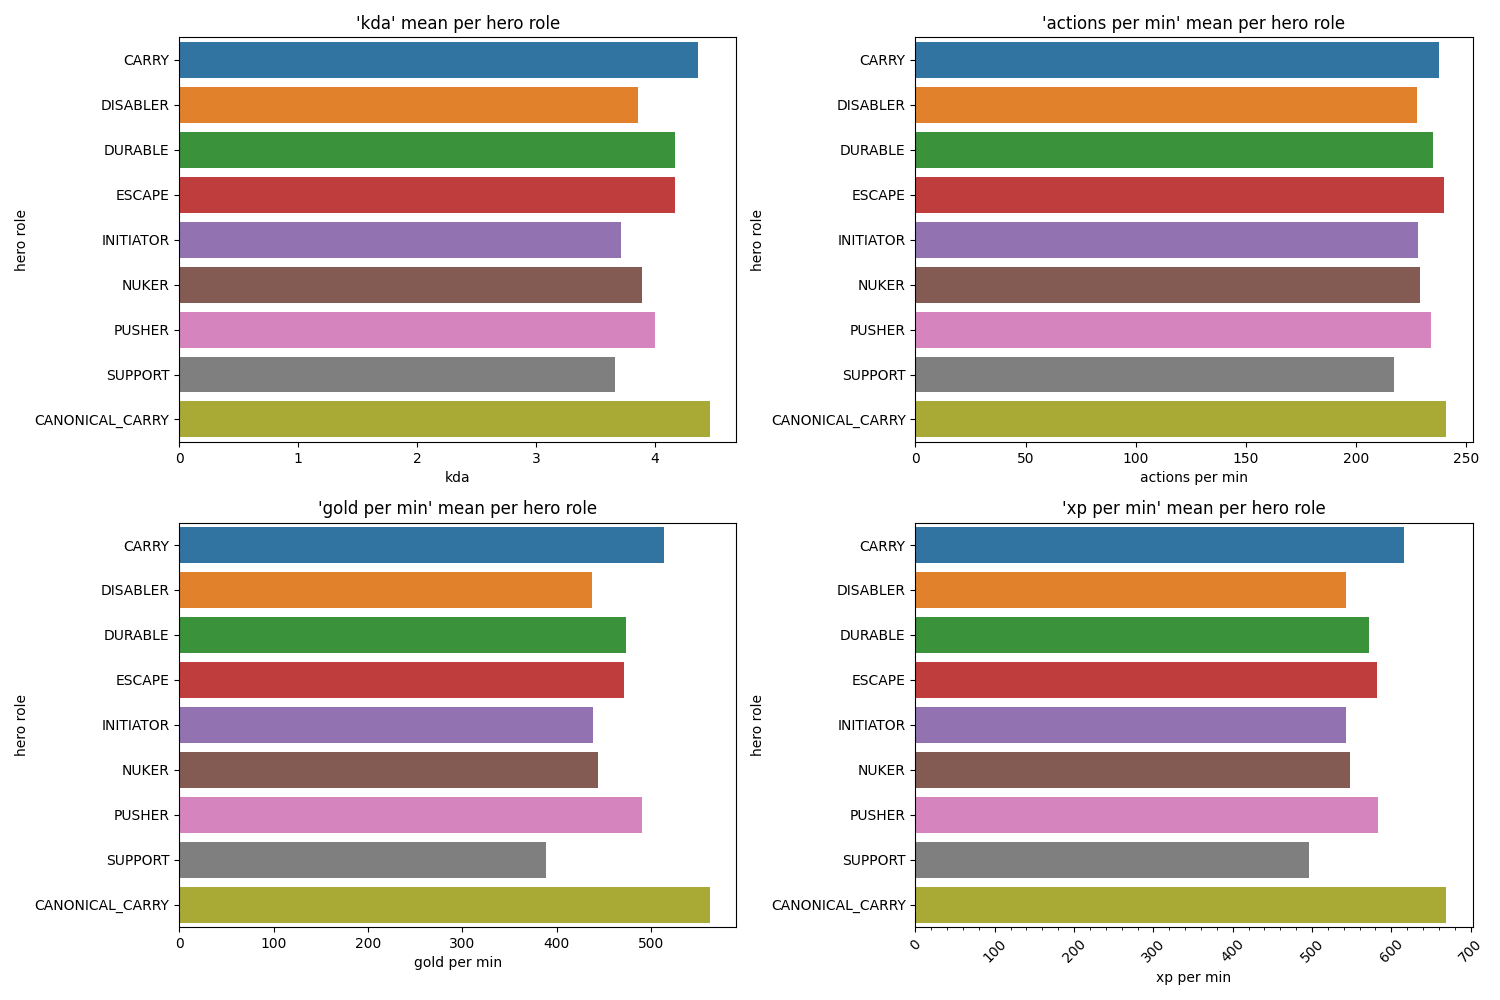 'kda' mean per hero role
hero role
CARRY
DISABLER
DURABLE
ESCAPE
INITIATOR
NUKER
PUSHER
SUPPORT
CANONICAL_CARRY
0 1 2 3 4
kda
'actions per min' mean per hero role
hero role
CARRY
DISABLER
DURABLE
ESCAPE
INITIATOR
NUKER
PUSHER
SUPPORT
CANONICAL_CARRY
0 50 100 150 200 250
actions per min
'gold per min' mean per hero role
hero role
CARRY
DISABLER
DURABLE
ESCAPE
INITIATOR
NUKER
PUSHER
SUPPORT
CANONICAL_CARRY
0 100 200 300 400 500
gold per min
'xp per min' mean per hero role
hero role
CARRY
DISABLER
DURABLE
ESCAPE
INITIATOR
NUKER
PUSHER
SUPPORT
CANONICAL_CARRY
0 100 200 300 400 500 600 700
xp per min